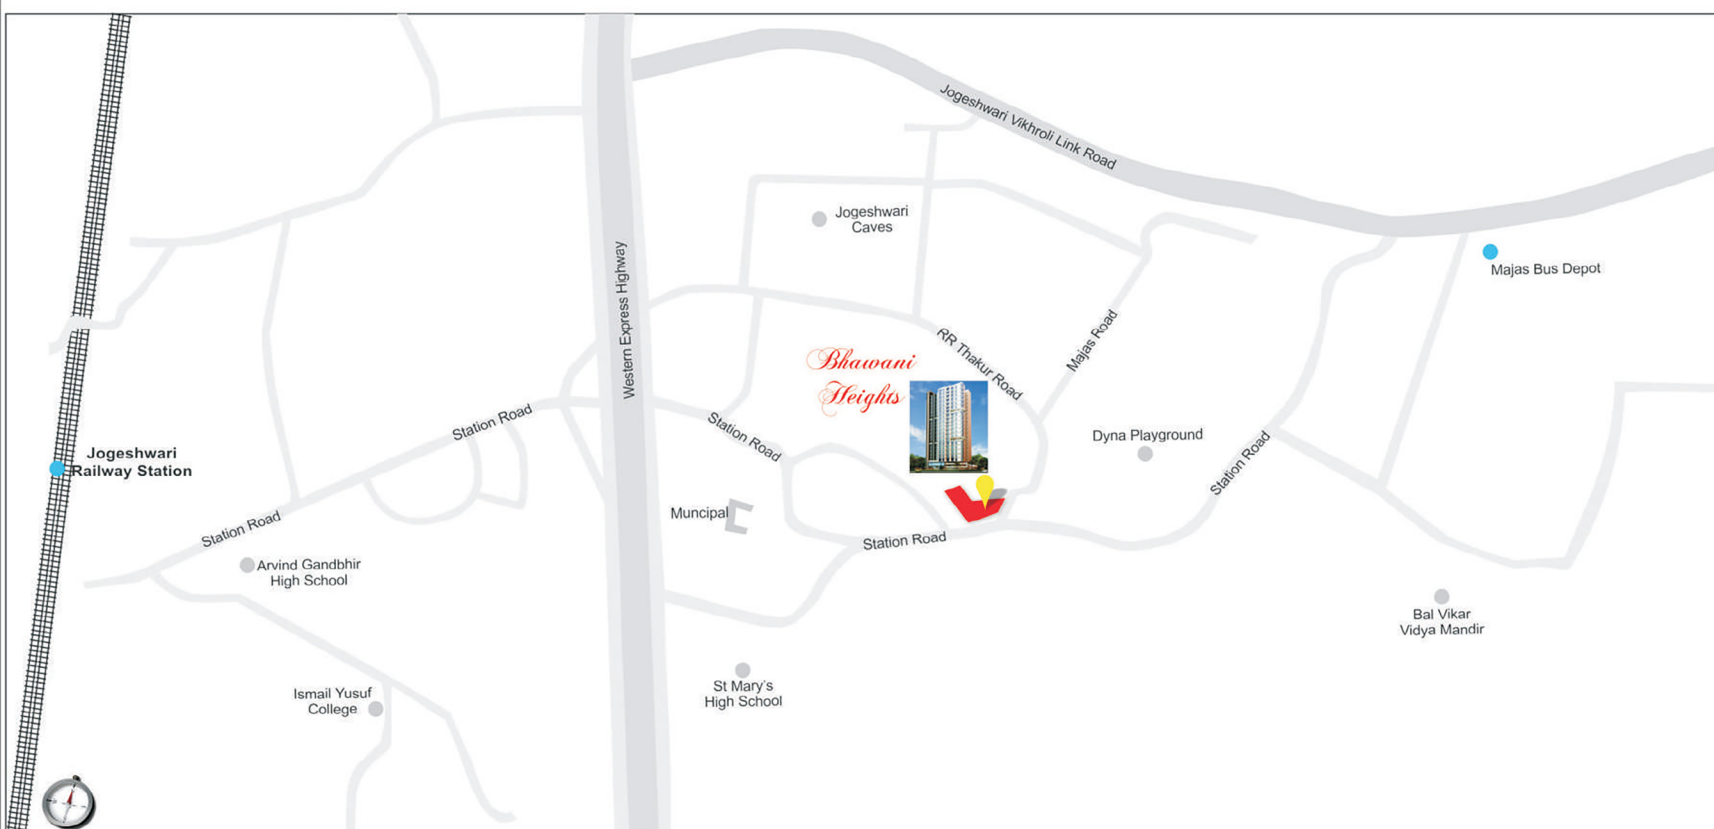 Jogeshwari Vikhroli Link Road
Jogeshwari
Caves
Majas Bus Depot
Western Express Highway
RR Thakur Road
Majas Road
Bhawani
Heights
Station Road
Station Road
Dyna Playground
Station Road
Jogeshwari
Railway Station
Muncipal
Station Road
Station Road
Arvind Gandbhir
High School
Bal Vikar
Vidya Mandir
St Mary's
High School
Ismail Yusuf
College